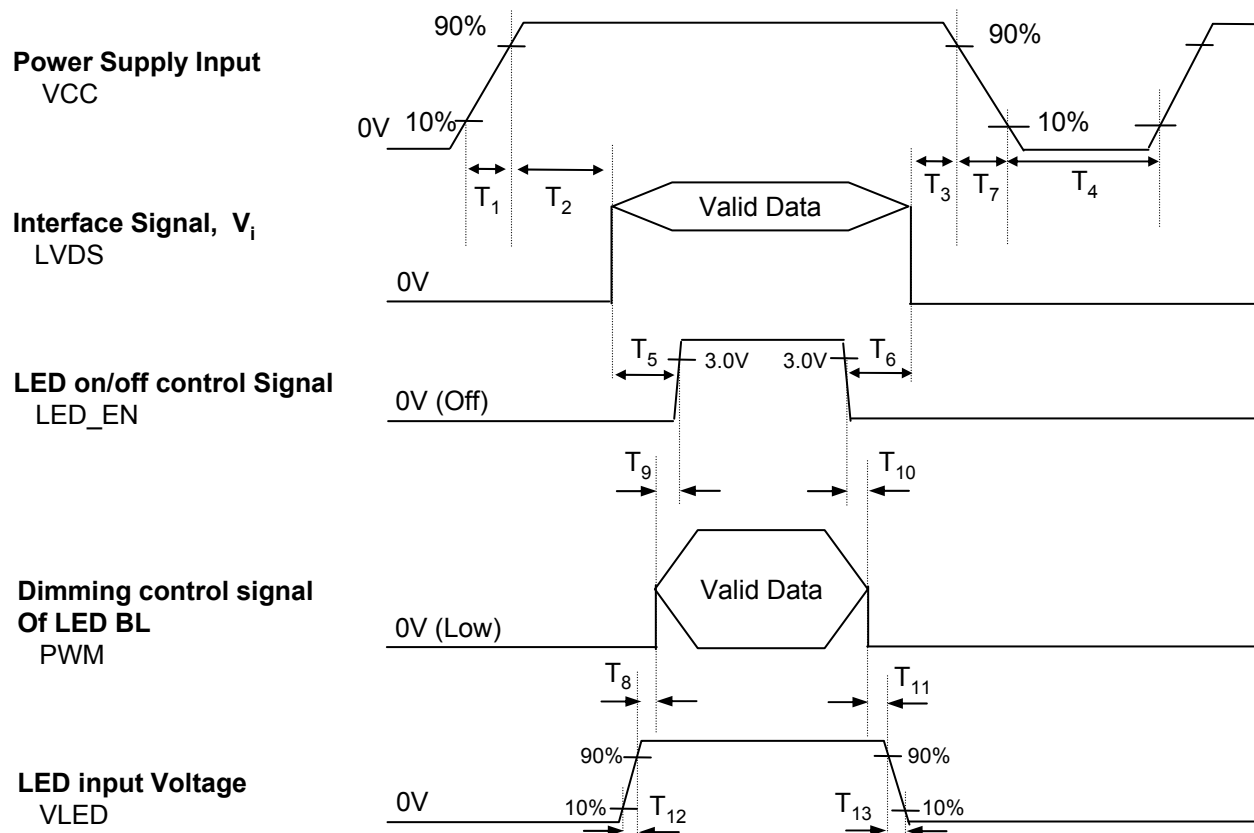 90%
90%
Power Supply Input
VCC
0V
10%
10%
T1
T2
T3
T7
T4
Interface Signal, Vi
LVDS
Valid Data
0V
T5
3.0V
3.0V
T6
LED on/off control Signal
LED_EN
0V (Off)
T9
T10
Dimming control signal
Of LED BL
PWM
Valid Data
0V (Low)
T8
T11
90%
90%
LED input Voltage
VLED
0V
10%
T12
T13
10%